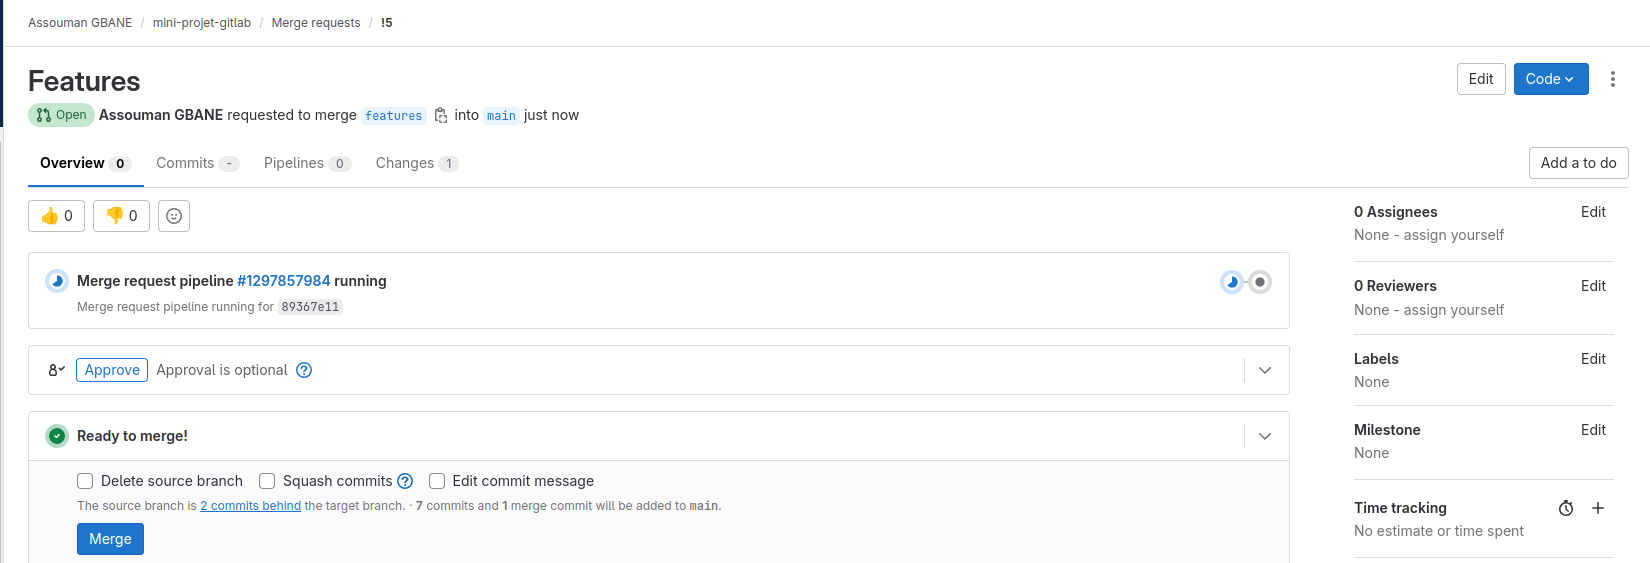 Assouman GBANE / mini-projet-gitlab / Merge requests / !5
Features
Edit
Code
Open Assouman GBANE requested to merge features into main just now
Overview 0 Commits - Pipelines 0 Changes 1
Add a to do
👍 0 👎 0
Merge request pipeline #1297857984 running
Merge request pipeline running for 89367e11
Approve Approval is optional
Ready to merge!
Delete source branch Squash commits Edit commit message
The source branch is 2 commits behind the target branch. · 7 commits and 1 merge commit will be added to main.
Merge
0 Assignees Edit
None - assign yourself
0 Reviewers Edit
None - assign yourself
Labels Edit
None
Milestone Edit
None
Time tracking
No estimate or time spent